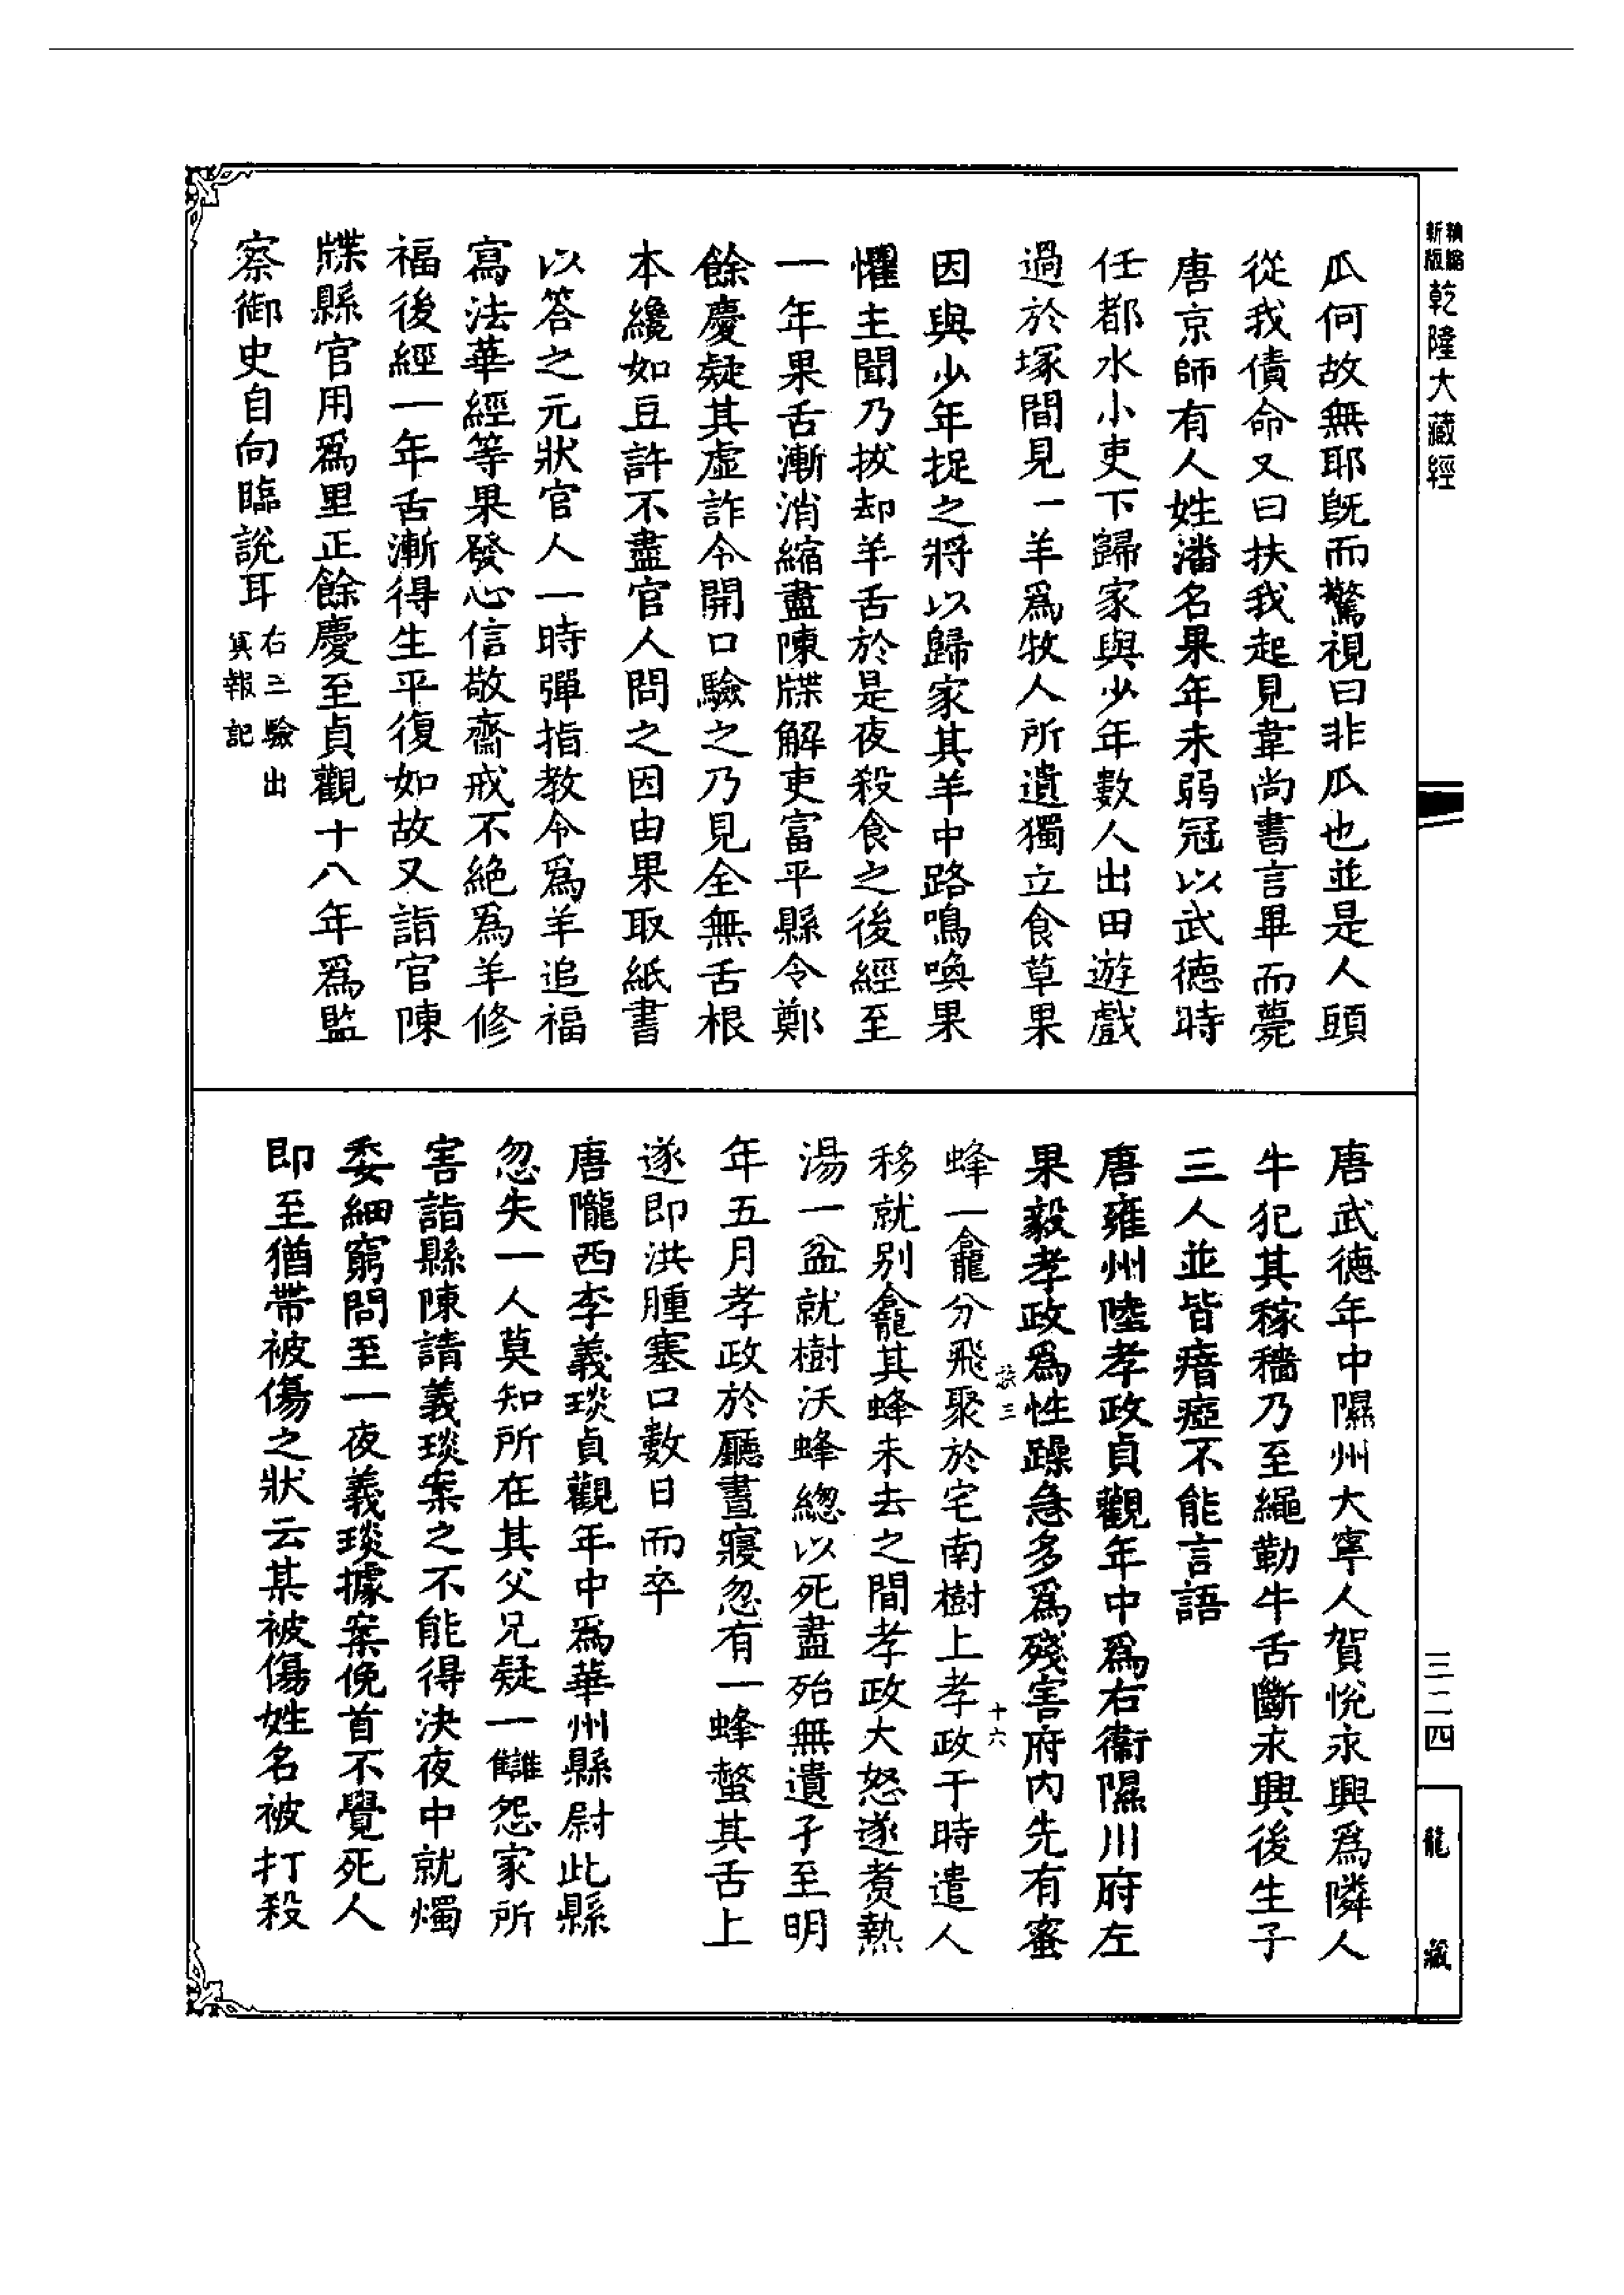 精縮新版 乾隆大藏經
瓜何故無耶旣而驚視曰非瓜也並是人頭
從我債命又曰扶我起見韋尚書言畢而薨
唐京師有人姓潘名果年未弱冠以武德時
任都水小吏下歸家與少年數人出田遊戲
過於塚間見一羊爲牧人所遺獨立食草果
因與少年捉之將以歸家其羊中路鳴喚果
懼主聞乃拔却羊舌於是夜殺食之後經至
一年果舌漸消縮盡陳牒解吏富平縣令鄭
餘慶疑其虛詐令開口驗之乃見全無舌根
本纔如豆許不盡官人問之因由果取紙書
以答之元狀官人一時彈指教令爲羊追福
寫法華經等果發心信敬齋戒不絶爲羊修
福後經一年舌漸得生平復如故又詣官陳
牒縣官用爲里正餘慶至貞觀十八年爲監
察御史自向臨說耳右三驗出冥報記
唐武德年中隰州大寧人賀悅永興爲隣人
牛犯其稼穡乃至繩勒牛舌斷永興後生子
三人並皆瘖瘂不能言語
唐雍州陸孝政貞觀年中爲右衞隰川府左
果毅孝政爲性躁急多爲殘害府内先有蜜
蜂一龕分飛聚於宅南樹上孝政于時遣人
移就别龕其蜂未去之間孝政大怒遂煑熱
湯一盆就樹沃蜂緫以死盡殆無遺孑至明
年五月孝政於廳晝寢忽有一蜂螫其舌上
遂即洪腫塞口數日而卒
唐隴西李義琰貞觀年中爲華州縣尉此縣
忽失一人莫知所在其父兄疑一讎怨家所
害詣縣陳請義琰案之不能得決夜中就燭
委細窮問至一夜義琰據案俛首不覺死人
即至猶帶被傷之狀云某被傷姓名被打殺
三
十六
三二四
龍藏